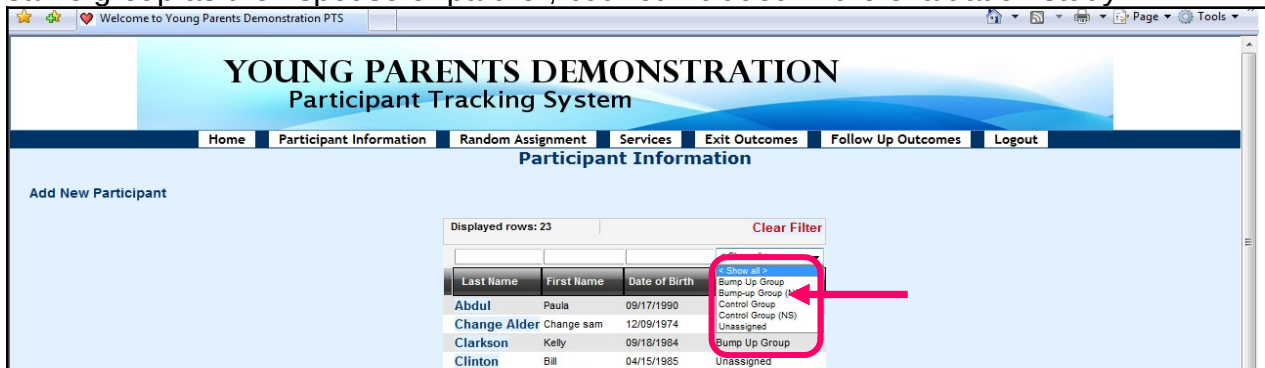 Welcome to Young Parents Demonstration PTS
Page Tools
YOUNG PARENTS DEMONSTRATION
Participant Tracking System
Home Participant Information Random Assignment Services Exit Outcomes Follow Up Outcomes Logout
Participant Information
Add New Participant
Displayed rows: 23 Clear Filter
Last Name First Name Date of Birth
< Show all >
Bump Up Group
Bump-up Group (N
Control Group
Control Group (NS)
Unassigned
Abdul Paula 09/17/1990
Change Alder Change sam 12/09/1974
Clarkson Kelly 09/18/1984 Bump Up Group
Clinton Bill 04/15/1985 Unassigned